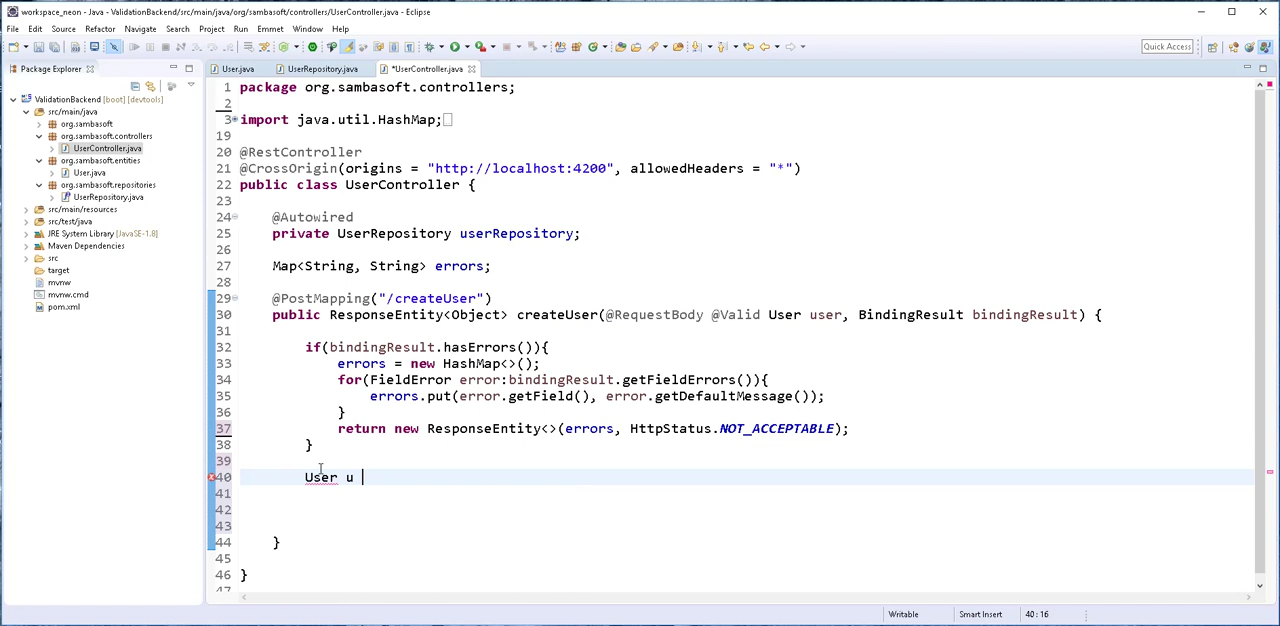 workspace_neon - Java - ValidationBackend/src/main/java/org/sambasoft/controllers/UserController.java - Eclipse
File Edit Source Refactor Navigate Search Project Run Emmet Window Help
Quick Access
Package Explorer
User.java UserRepository.java *UserController.java
ValidationBackend [boot] [devtools]
src/main/java
org.sambasoft
org.sambasoft.controllers
UserController.java
org.sambasoft.entities
User.java
org.sambasoft.repositories
UserRepository.java
src/main/resources
src/test/java
JRE System Library [JavaSE-1.8]
Maven Dependencies
src
target
mvnw
mvnw.cmd
pom.xml
1 package org.sambasoft.controllers;
2
3 import java.util.HashMap;
19
20 @RestController
21 @CrossOrigin(origins = "http://localhost:4200", allowedHeaders = "*")
22 public class UserController {
23
24 @Autowired
25 private UserRepository userRepository;
26
27 Map<String, String> errors;
28
29 @PostMapping("/createUser")
30 public ResponseEntity<Object> createUser(@RequestBody @Valid User user, BindingResult bindingResult) {
31
32 if(bindingResult.hasErrors()){
33 errors = new HashMap<>();
34 for(FieldError error:bindingResult.getFieldErrors()){
35 errors.put(error.getField(), error.getDefaultMessage());
36 }
37 return new ResponseEntity<>(errors, HttpStatus.NOT_ACCEPTABLE);
38 }
39
40 User u
41
42
43
44 }
45
46 }
47
Writable Smart Insert 40 : 16